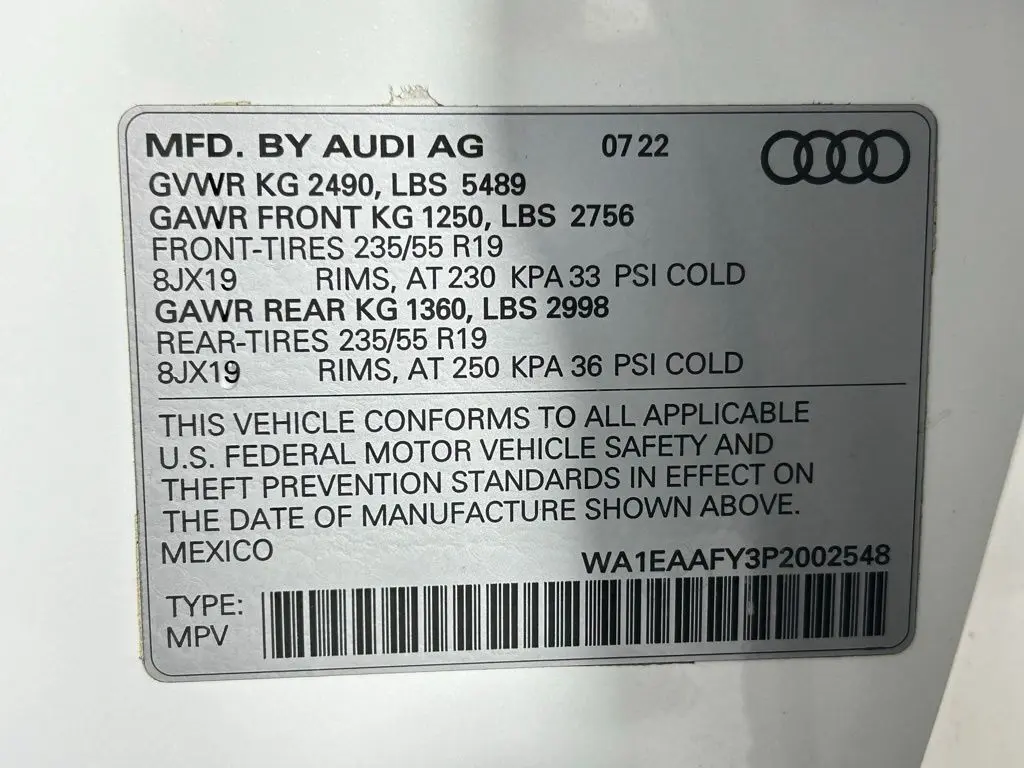 MFD. BY AUDI AG 07 22
GVWR KG 2490, LBS 5489
GAWR FRONT KG 1250, LBS 2756
FRONT-TIRES 235/55 R19
8JX19 RIMS, AT 230 KPA 33 PSI COLD
GAWR REAR KG 1360, LBS 2998
REAR-TIRES 235/55 R19
8JX19 RIMS, AT 250 KPA 36 PSI COLD
THIS VEHICLE CONFORMS TO ALL APPLICABLE
U.S. FEDERAL MOTOR VEHICLE SAFETY AND
THEFT PREVENTION STANDARDS IN EFFECT ON
THE DATE OF MANUFACTURE SHOWN ABOVE.
MEXICO WA1EAAFY3P2002548
TYPE:
MPV